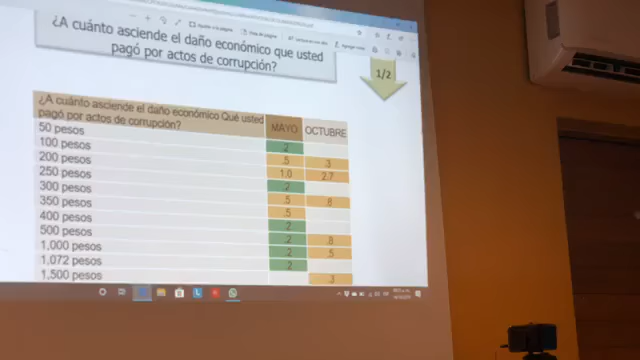 ¿A cuánto asciende el daño económico que usted
pagó por actos de corrupción?
1/2
¿A cuánto asciende el daño económico Qué usted
pagó por actos de corrupción? MAYO OCTUBRE
50 pesos .2
100 pesos .5 .3
200 pesos 1.0 2.7
250 pesos .2
300 pesos .5 .8
350 pesos .5
400 pesos .2
500 pesos .2 .8
1,000 pesos .2 .5
1,072 pesos .2
1,500 pesos .3